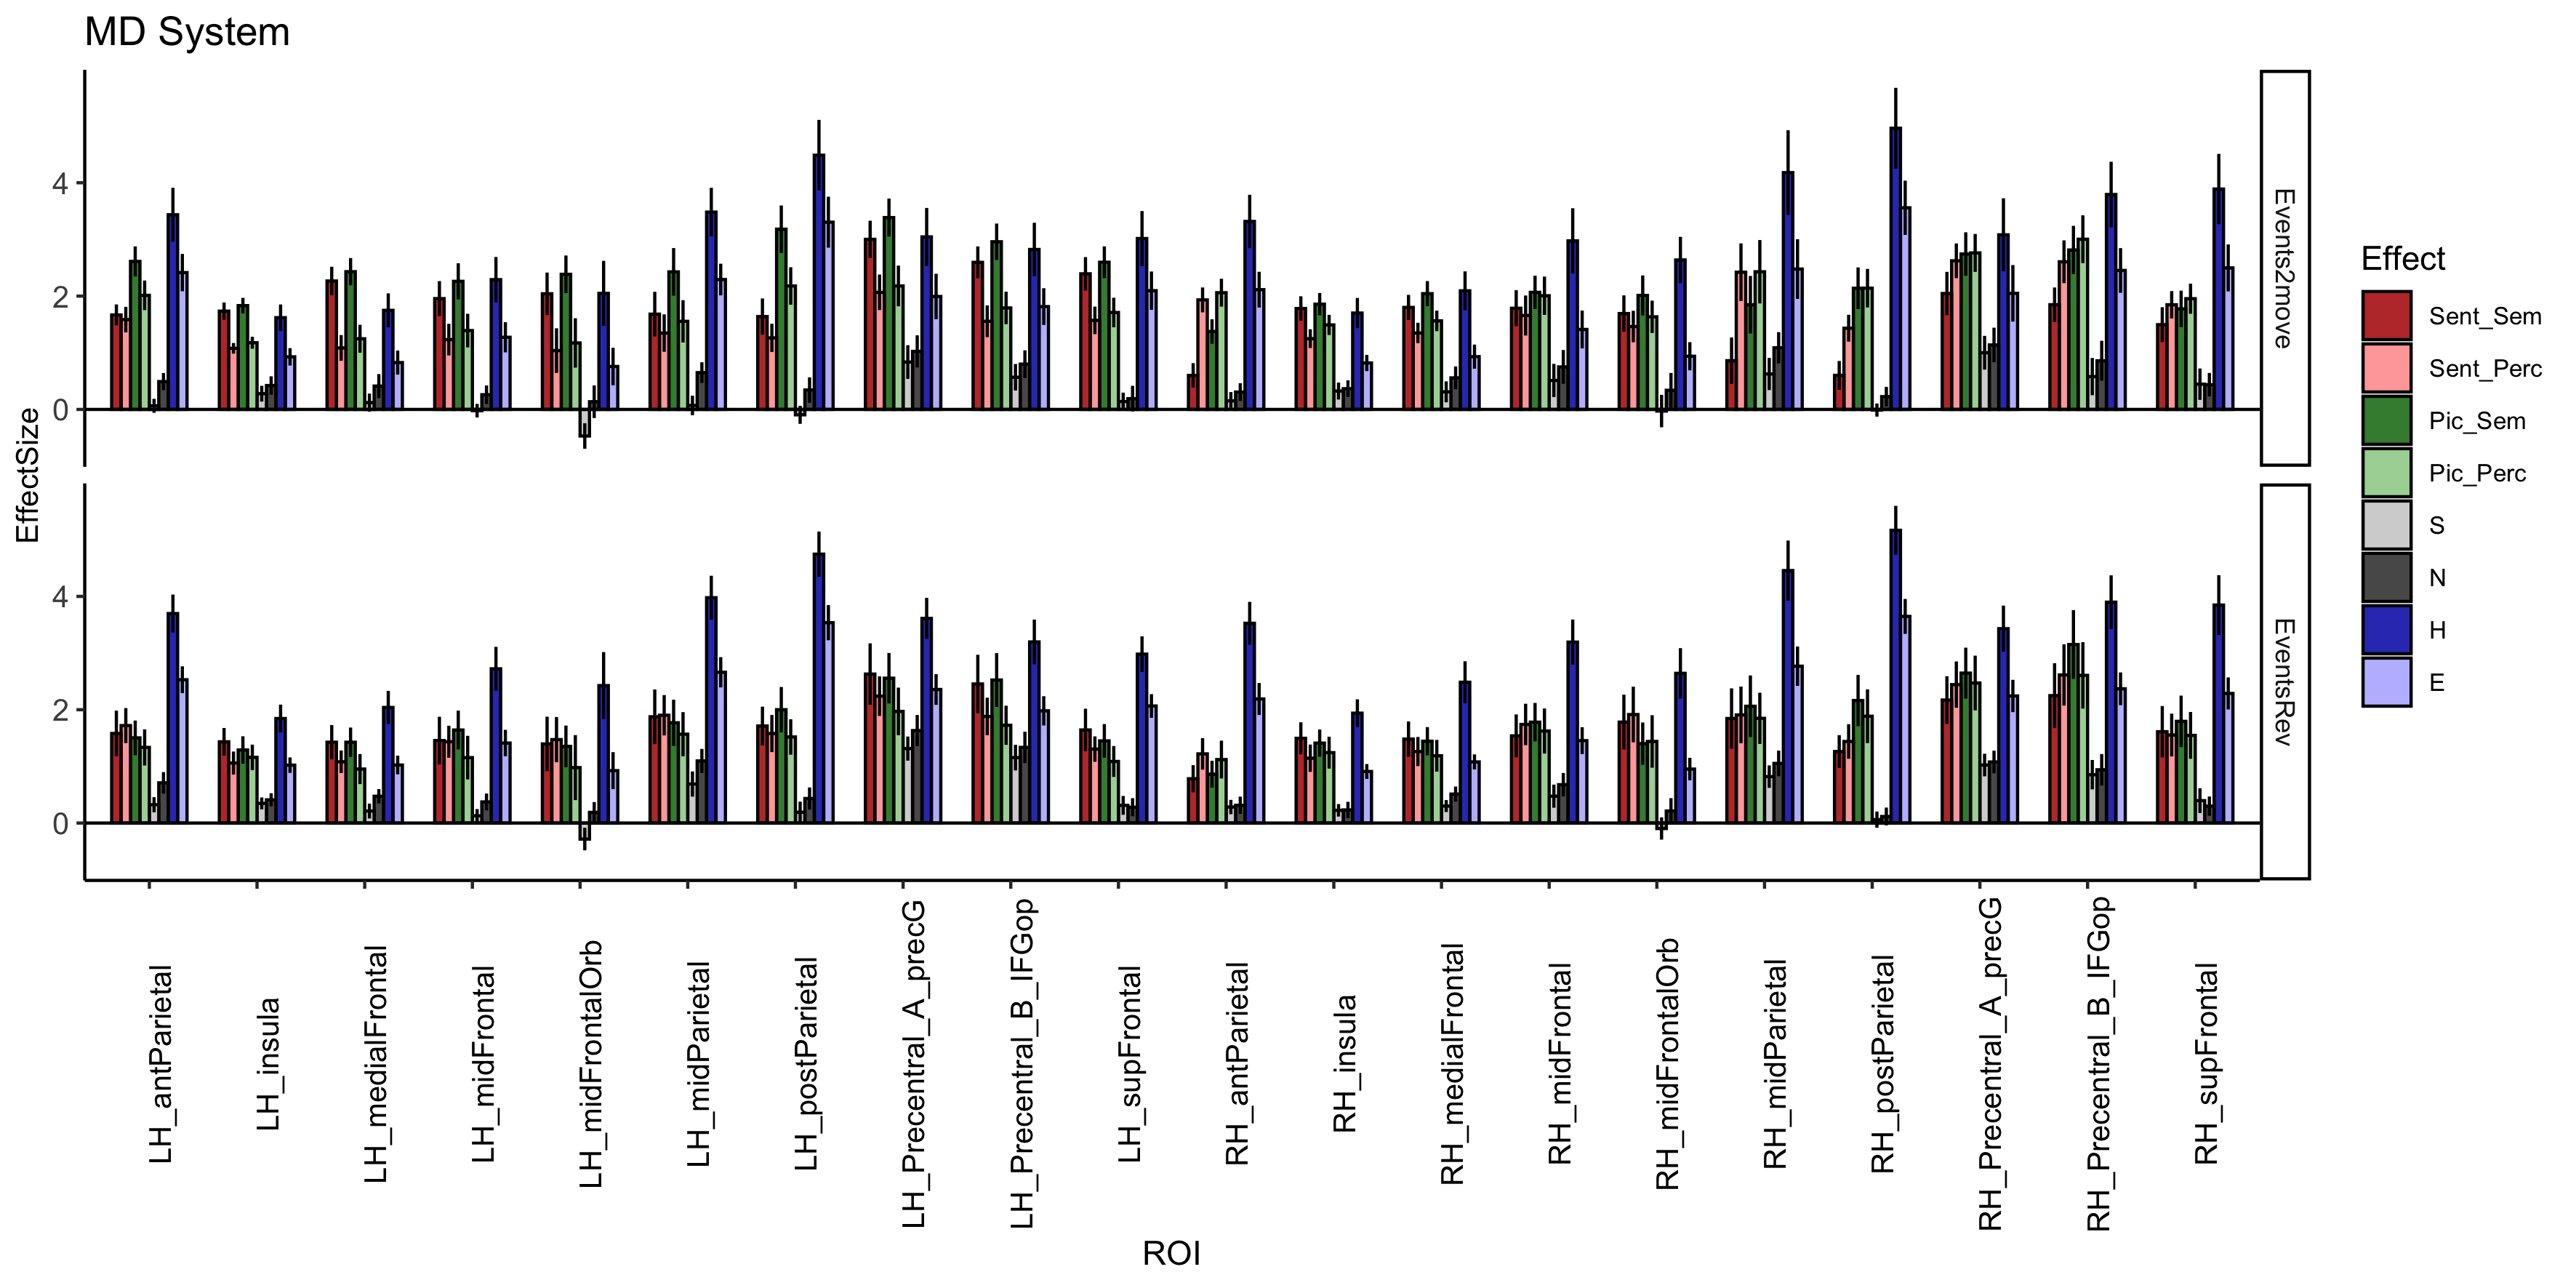 MD System
EffectSize
4
2
0
Events2move
4
2
0
EventsRev
LH_antParietal
LH_insula
LH_medialFrontal
LH_midFrontal
LH_midFrontalOrb
LH_midParietal
LH_postParietal
LH_Precentral_A_precG
LH_Precentral_B_IFGop
LH_supFrontal
RH_antParietal
RH_insula
RH_medialFrontal
RH_midFrontal
RH_midFrontalOrb
RH_midParietal
RH_postParietal
RH_Precentral_A_precG
RH_Precentral_B_IFGop
RH_supFrontal
ROI
Effect
Sent_Sem
Sent_Perc
Pic_Sem
Pic_Perc
S
N
H
E